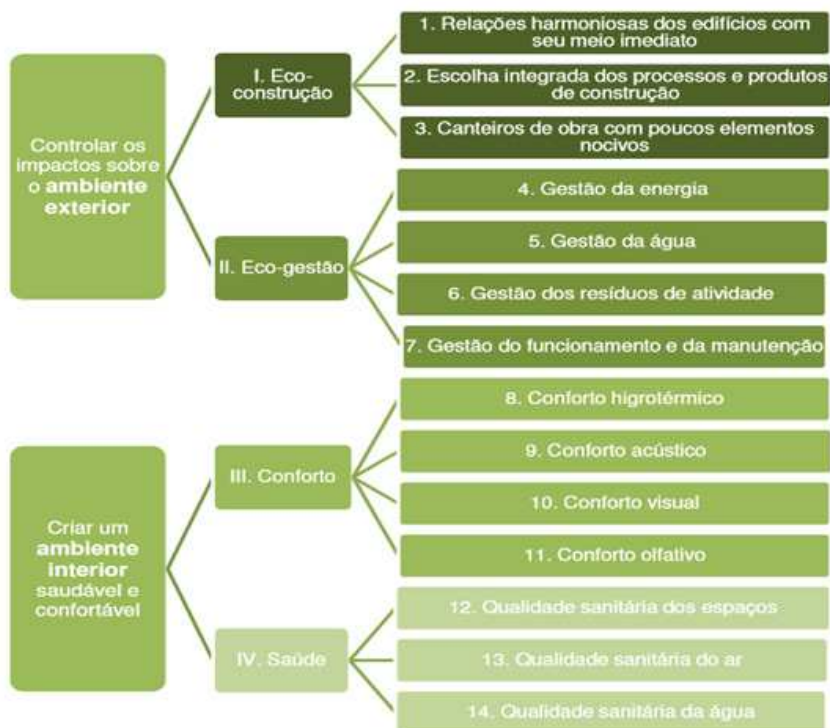 Controlar os
impactos sobre
o ambiente
exterior
I. Eco-
construção
1. Relações harmoniosas dos edifícios com
seu meio imediato
2. Escolha integrada dos processos e produtos
de construção
3. Canteiros de obra com poucos elementos
nocivos
II. Eco-gestão
4. Gestão da energia
5. Gestão da água
6. Gestão dos resíduos de atividade
7. Gestão do funcionamento e da manutenção
Criar um
ambiente
interior
saudável e
confortável
III. Conforto
8. Conforto higrotérmico
9. Conforto acústico
10. Conforto visual
11. Conforto olfativo
IV. Saúde
12. Qualidade sanitária dos espaços
13. Qualidade sanitária do ar
14. Qualidade sanitária da água